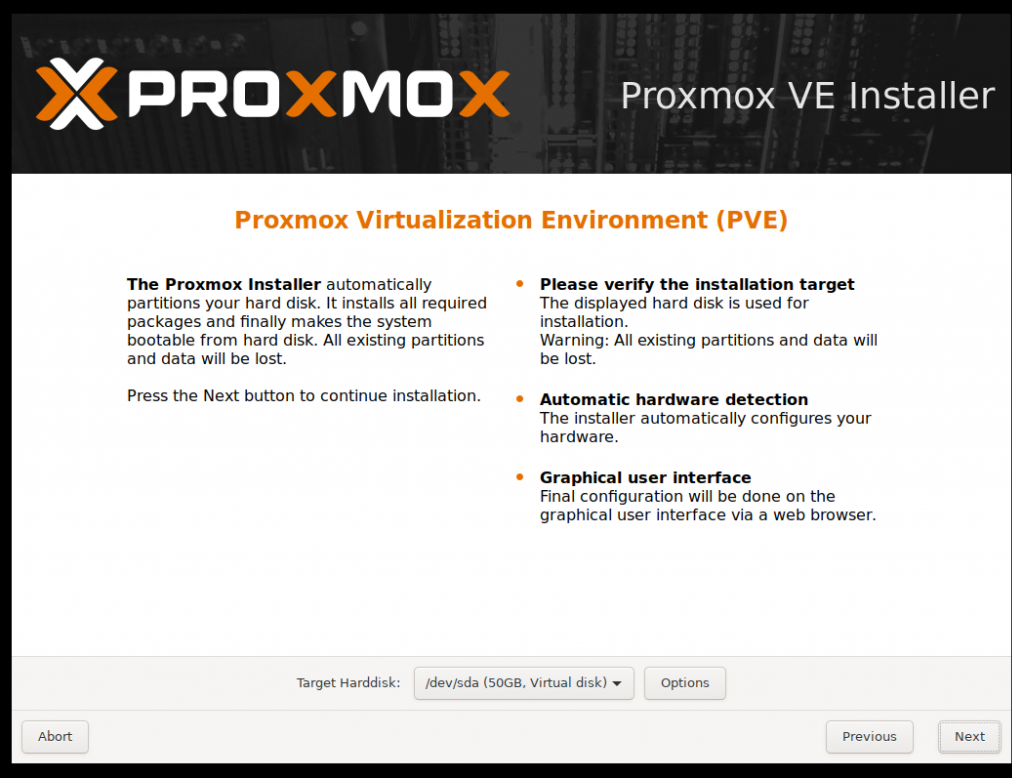 PROXMOX
Proxmox VE Installer
Proxmox Virtualization Environment (PVE)
The Proxmox Installer automatically
partitions your hard disk. It installs all required
packages and finally makes the system
bootable from hard disk. All existing partitions
and data will be lost.
Press the Next button to continue installation.
Please verify the installation target
The displayed hard disk is used for
installation.
Warning: All existing partitions and data will
be lost.
Automatic hardware detection
The installer automatically configures your
hardware.
Graphical user interface
Final configuration will be done on the
graphical user interface via a web browser.
Target Harddisk: /dev/sda (50GB, Virtual disk) Options
Abort Previous Next